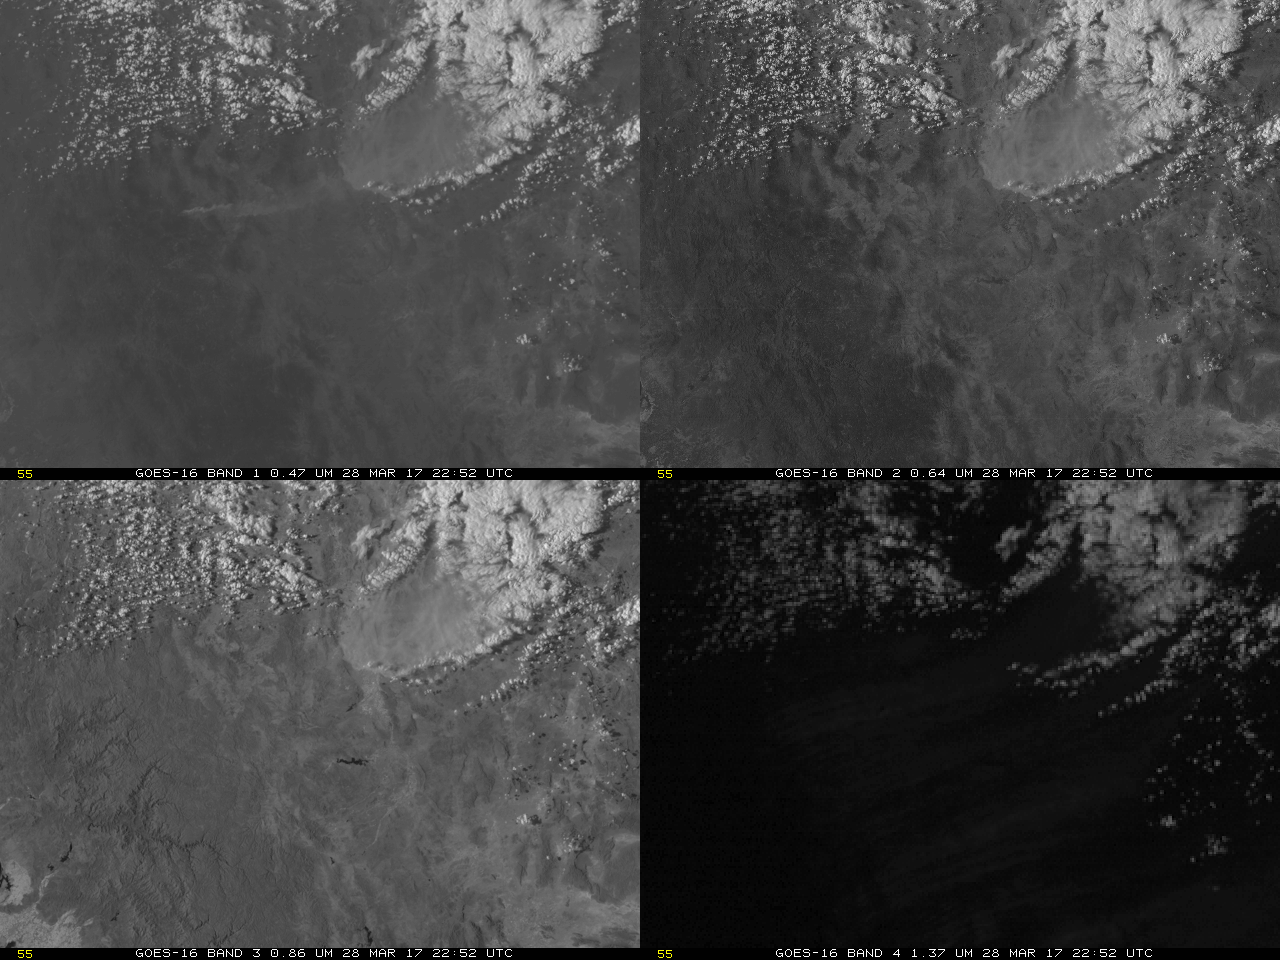 55 GOES-16 BAND 1 0.47 UM 28 MAR 17 22:52 UTC
55 GOES-16 BAND 2 0.64 UM 28 MAR 17 22:52 UTC
55 GOES-16 BAND 3 0.86 UM 28 MAR 17 22:52 UTC
55 GOES-16 BAND 4 1.37 UM 28 MAR 17 22:52 UTC